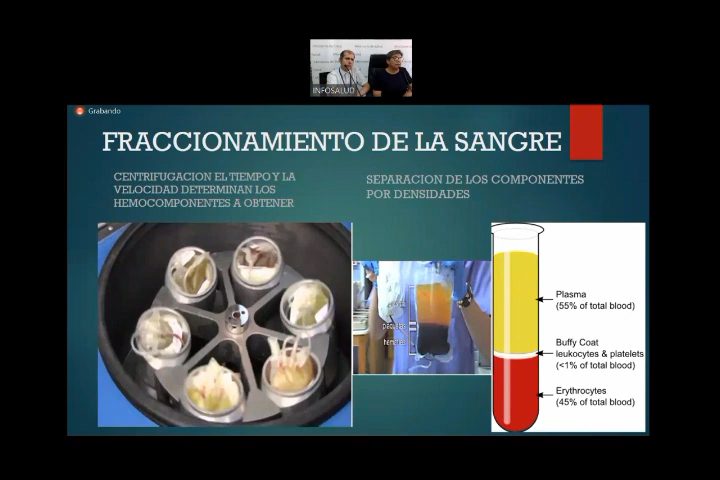 INFOSALUD
Grabando
FRACCIONAMIENTO DE LA SANGRE
CENTRIFUGACION EL TIEMPO Y LA
VELOCIDAD DETERMINAN LOS
HEMOCOMPONENTES A OBTENER
SEPARACION DE LOS COMPONENTES
POR DENSIDADES
Plasma
(55% of total blood)
Buffy Coat
leukocytes & platelets
(<1% of total blood)
Erythrocytes
(45% of total blood)